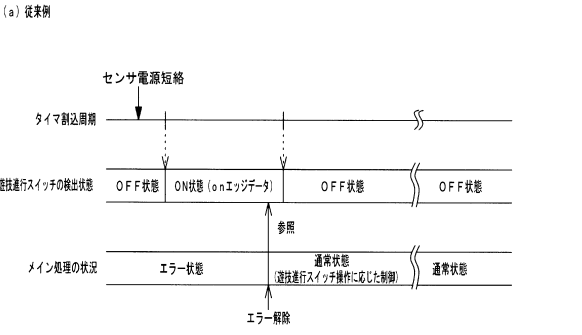 (a) 従来例
センサ電源短絡
タイマ割込周期
遊技進行スイッチの検出状態
OFF状態
ON状態(onエッジデータ)
OFF状態
OFF状態
参照
メイン処理の状況
エラー状態
通常状態
(遊技進行スイッチ操作に応じた制御)
通常状態
エラー解除